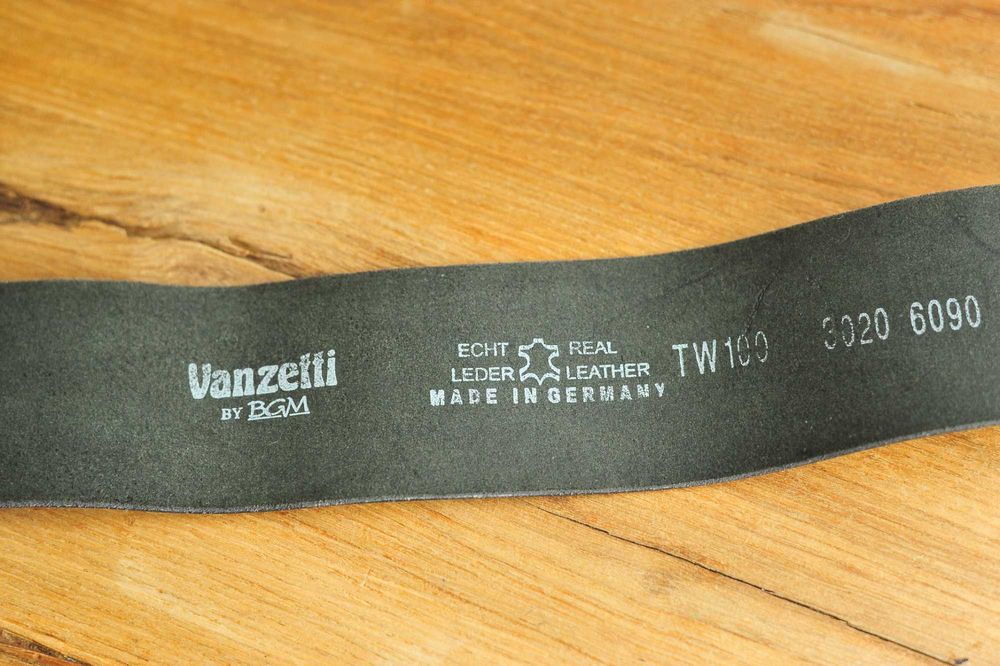 Vanzetti
BY BGM
ECHT REAL
LEDER LEATHER
MADE IN GERMANY
TW100 3020 6090